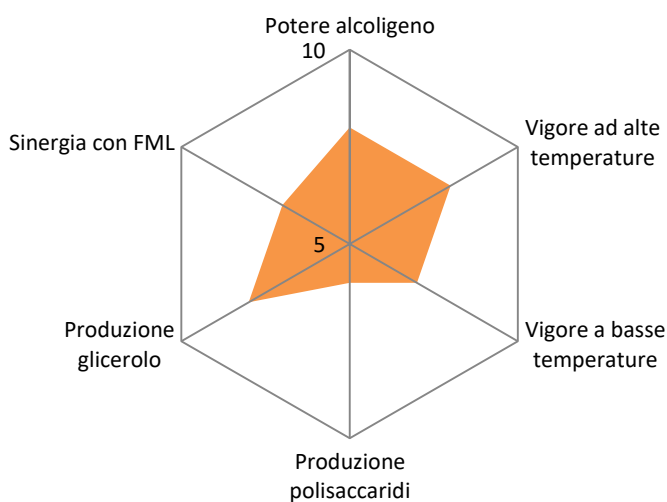 Potere alcoligeno
10
Vigore ad alte
temperature
Sinergia con FML
5
Produzione
glicerolo
Vigore a basse
temperature
Produzione
polisaccaridi